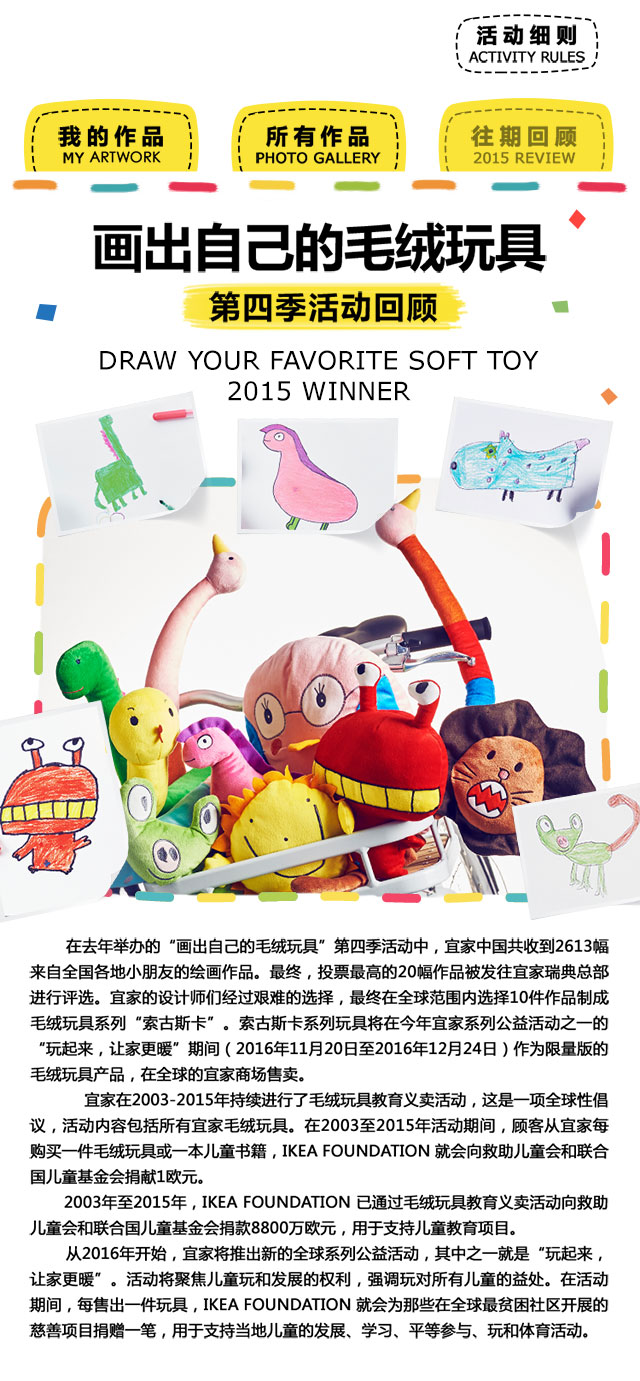 活动细则
ACTIVITY RULES
我的作品
MY ARTWORK
所有作品
PHOTO GALLERY
往期回顾
2015 REVIEW
画出自己的毛绒玩具
第四季活动回顾
DRAW YOUR FAVORITE SOFT TOY
2015 WINNER
在去年举办的“画出自己的毛绒玩具”第四季活动中，宜家中国共收到2613幅
来自全国各地小朋友的绘画作品。最终，投票最高的20幅作品被发往宜家瑞典总部
进行评选。宜家的设计师们经过艰难的选择，最终在全球范围内选择10件作品制成
毛绒玩具系列“索古斯卡”。索古斯卡系列玩具将在今年宜家系列公益活动之一的
“玩起来，让家更暖”期间（2016年11月20日至2016年12月24日）作为限量版的
毛绒玩具产品，在全球的宜家商场售卖。
宜家在2003-2015年持续进行了毛绒玩具教育义卖活动，这是一项全球性倡
议，活动内容包括所有宜家毛绒玩具。在2003至2015年活动期间，顾客从宜家每
购买一件毛绒玩具或一本儿童书籍，IKEA FOUNDATION 就会向救助儿童会和联合
国儿童基金会捐献1欧元。
2003年至2015年，IKEA FOUNDATION 已通过毛绒玩具教育义卖活动向救助
儿童会和联合国儿童基金会捐款8800万欧元，用于支持儿童教育项目。
从2016年开始，宜家将推出新的全球系列公益活动，其中之一就是“玩起来，
让家更暖”。活动将聚焦儿童玩和发展的权利，强调玩对所有儿童的益处。在活动
期间，每售出一件玩具，IKEA FOUNDATION 就会为那些在全球最贫困社区开展的
慈善项目捐赠一笔，用于支持当地儿童的发展、学习、平等参与、玩和体育活动。